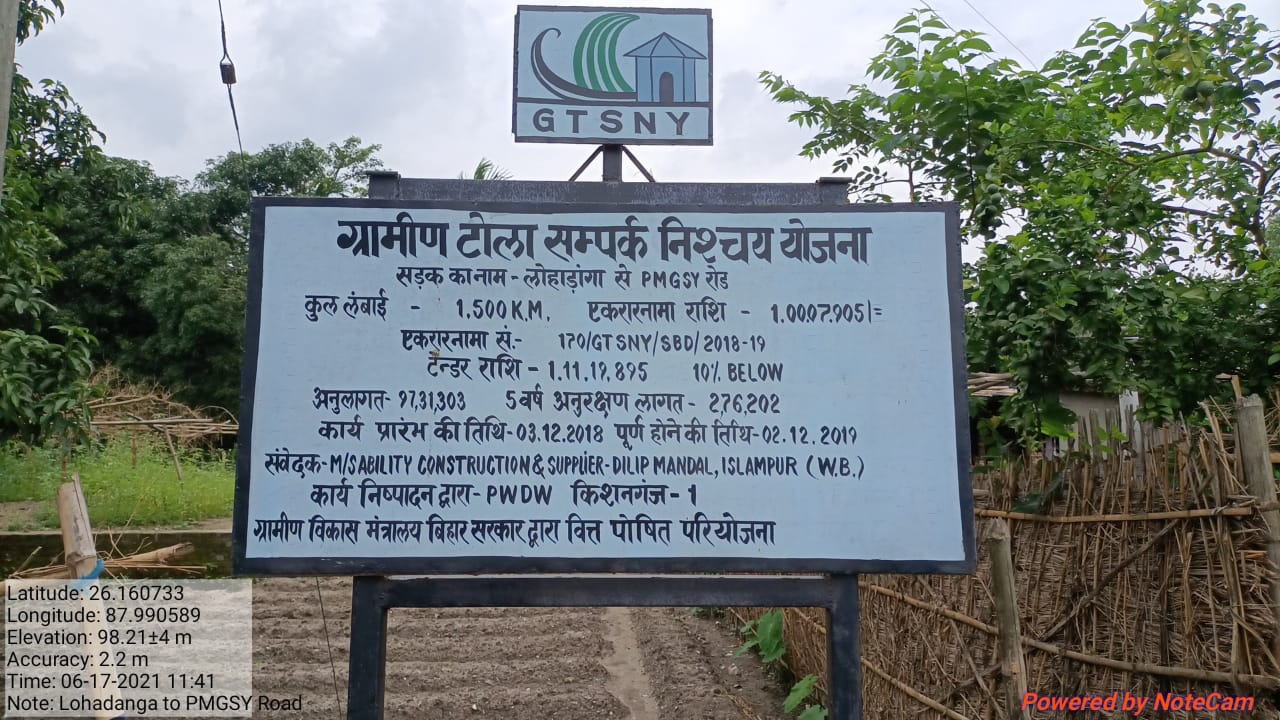 GTSNY
ग्रामीण टोला सम्पर्क निश्चय योजना
सड़क का नाम - लोहाड़ांगा से PMGSY रोड
कुल लंबाई - 1.500 K.M, एकरारनामा राशि - 1.00.07.905/=
एकरारनामा सं:- 170/GTSNY/SBD/2018-19
टेन्डर राशि - 1.11.19.895 10% BELOW
अनुलागत- 97,31,303 5 वर्ष अनुरक्षण लागत- 2,76,202
कार्य प्रारंभ की तिथि-03.12.2018 पूर्ण होने की तिथि-02.12.2019
संवेदक-M/SABILITY CONSTRUCTION & SUPPLIER-DILIP MANDAL, ISLAMPUR (W.B.)
कार्य निष्पादन द्वारा- PWDW किशनगंज-1
ग्रामीण विकास मंत्रालय बिहार सरकार द्वारा वित्त पोषित परियोजना
Latitude: 26.160733
Longitude: 87.990589
Elevation: 98.21±4 m
Accuracy: 2.2 m
Time: 06-17-2021 11:41
Note: Lohadanga to PMGSY Road
Powered by NoteCam